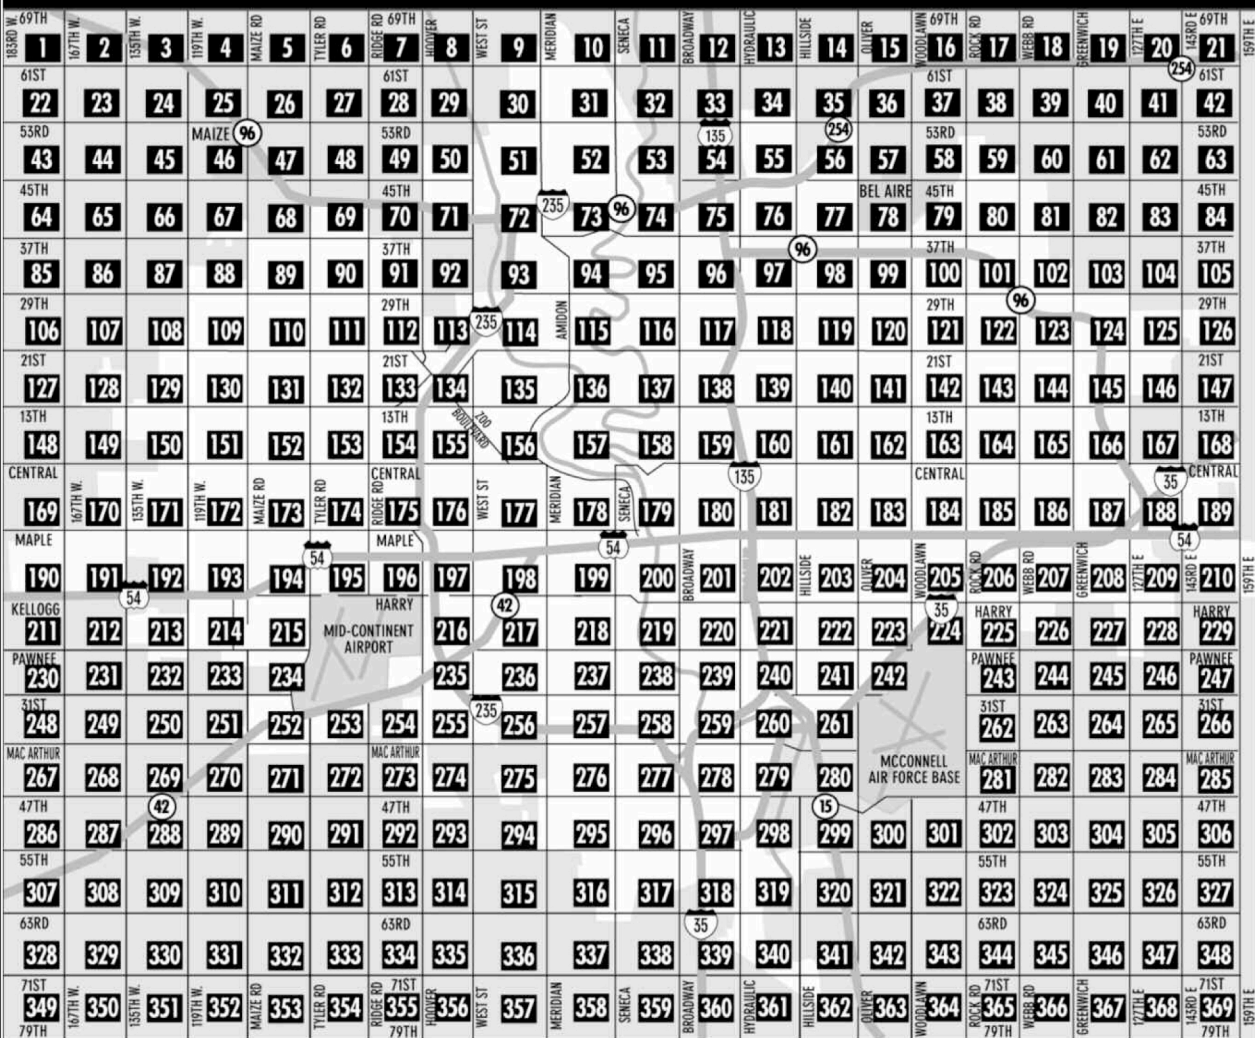 183RD W. 69TH 167TH W. 135TH W. 119TH W. MAIZE RD TYLER RD RIDGE RD 69TH HOOVER WEST ST MERIDIAN SENECA BROADWAY HYDRAULIC HILLSIDE OLIVER WOODLAWN 69TH ROCK RD WEBB RD GREENWICH 127TH E 143RD E 69TH 159TH E
1 2 3 4 5 6 7 8 9 10 11 12 13 14 15 16 17 18 19 20 21
254
61ST 61ST 61ST 61ST
22 23 24 25 26 27 28 29 30 31 32 33 34 35 36 37 38 39 40 41 42
53RD MAIZE 96 53RD 135 254 53RD 53RD
43 44 45 46 47 48 49 50 51 52 53 54 55 56 57 58 59 60 61 62 63
45TH 45TH BEL AIRE 45TH 45TH
64 65 66 67 68 69 70 71 72 235 73 96 74 75 76 77 78 79 80 81 82 83 84
37TH 37TH 96 37TH 37TH
85 86 87 88 89 90 91 92 93 94 95 96 97 98 99 100 101 102 103 104 105
29TH 29TH 29TH 96 29TH
106 107 108 109 110 111 112 113 235 114 AMIDON 115 116 117 118 119 120 121 122 123 124 125 126
21ST 21ST 21ST 21ST
127 128 129 130 131 132 133 134 135 136 137 138 139 140 141 142 143 144 145 146 147
13TH 13TH ZOO BOULEVARD 13TH 13TH
148 149 150 151 152 153 154 155 156 157 158 159 160 161 162 163 164 165 166 167 168
CENTRAL CENTRAL 135 CENTRAL 35 CENTRAL
169 167TH W. 170 135TH W. 171 119TH W. 172 MAIZE RD 173 TYLER RD 174 RIDGE RD 175 176 WEST ST 177 MERIDIAN 178 SENECA 179 180 181 182 183 184 185 186 187 188 189
MAPLE 54 MAPLE 54 54
190 191 192 193 194 195 196 197 198 199 200 BROADWAY 201 202 HILLSIDE 203 OLIVER 204 WOODLAWN 205 ROCK RD 206 WEBB RD 207 GREENWICH 208 127TH E 209 143RD E 210 159TH E
54
KELLOGG HARRY 42 35 HARRY HARRY
211 212 213 214 215 MID-CONTINENT 216 217 218 219 220 221 222 223 224 225 226 227 228 229
AIRPORT
PAWNEE PAWNEE PAWNEE
230 231 232 233 234 235 236 237 238 239 240 241 242 243 244 245 246 247
31ST 235 31ST 31ST
248 249 250 251 252 253 254 255 256 257 258 259 260 261 262 263 264 265 266
MAC ARTHUR MAC ARTHUR MCCONNELL MAC ARTHUR MAC ARTHUR
267 268 269 270 271 272 273 274 275 276 277 278 279 280 AIR FORCE BASE 281 282 283 284 285
47TH 42 47TH 15 47TH 47TH
286 287 288 289 290 291 292 293 294 295 296 297 298 299 300 301 302 303 304 305 306
55TH 55TH 55TH 55TH
307 308 309 310 311 312 313 314 315 316 317 318 319 320 321 322 323 324 325 326 327
63RD 63RD 35 63RD 63RD
328 329 330 331 332 333 334 335 336 337 338 339 340 341 342 343 344 345 346 347 348
71ST 71ST 71ST 71ST
349 167TH W. 350 135TH W. 351 119TH W. 352 MAIZE RD 353 TYLER RD 354 RIDGE RD 355 HOOVER 356 WEST ST 357 MERIDIAN 358 SENECA 359 BROADWAY 360 HYDRAULIC 361 HILLSIDE 362 OLIVER 363 WOODLAWN 364 ROCK RD 365 WEBB RD 366 GREENWICH 367 127TH E 368 143RD E 369 159TH E
79TH 79TH 79TH 79TH